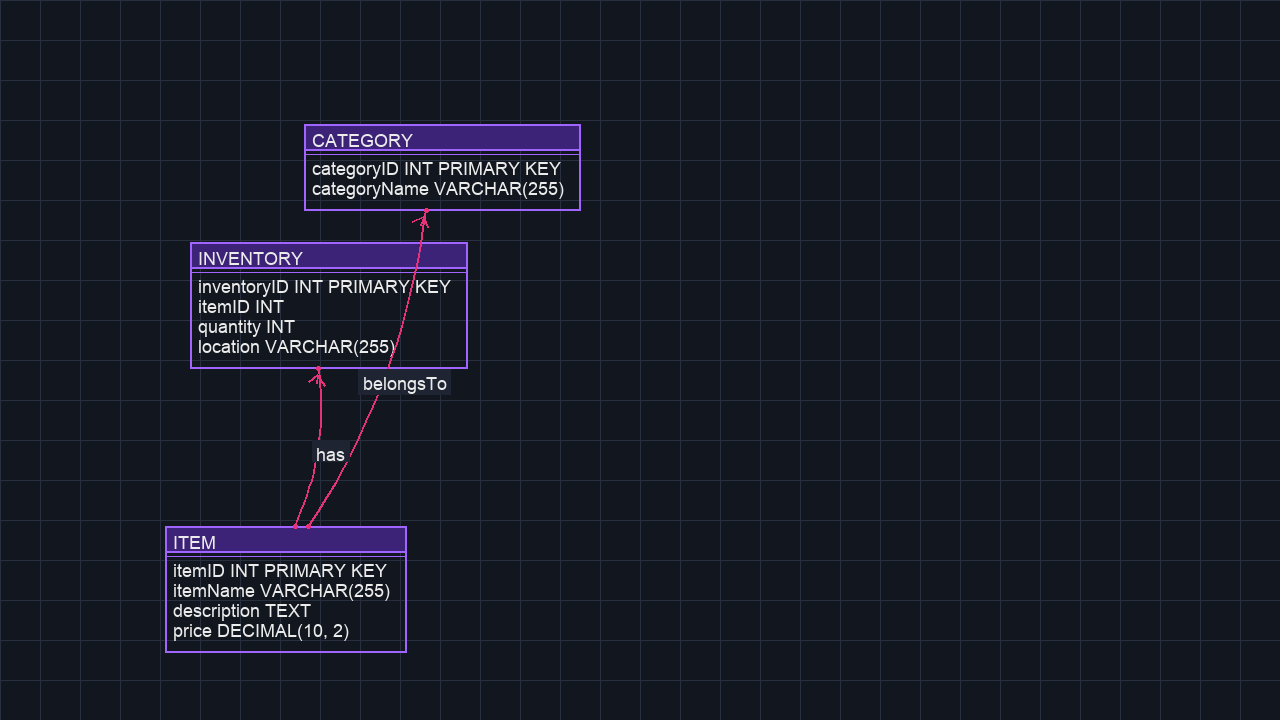 CATEGORY
categoryID INT PRIMARY KEY
categoryName VARCHAR(255)
INVENTORY
inventoryID INT PRIMARY KEY
itemID INT
quantity INT
location VARCHAR(255)
belongsTo
has
ITEM
itemID INT PRIMARY KEY
itemName VARCHAR(255)
description TEXT
price DECIMAL(10, 2)